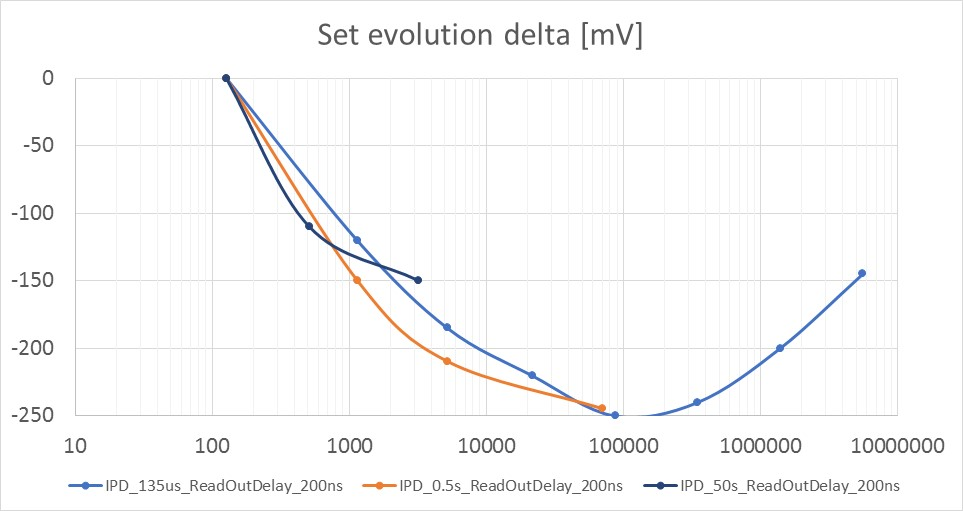 Set evolution delta [mV]
0
-50
-100
-150
-200
-250
10 100 1000 10000 100000 1000000 10000000
IPD_135us_ReadOutDelay_200ns IPD_0.5s_ReadOutDelay_200ns IPD_50s_ReadOutDelay_200ns